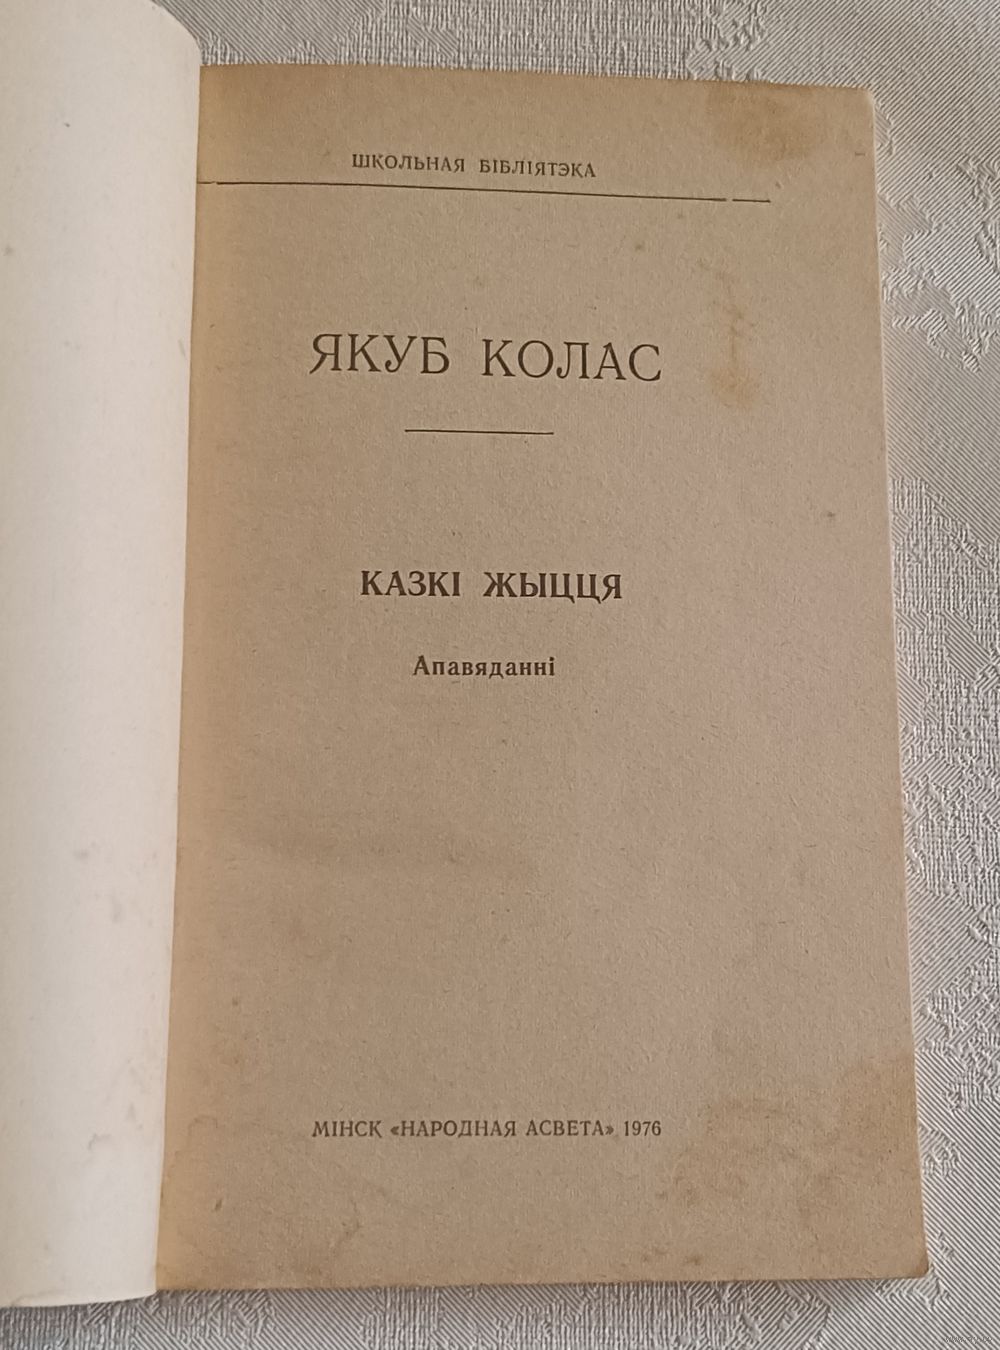 ШКОЛЬНАЯ БІБЛІЯТЭКА
ЯКУБ КОЛАС
КАЗКІ ЖЫЦЦЯ
Апавяданні
МІНСК «НАРОДНАЯ АСВЕТА» 1976